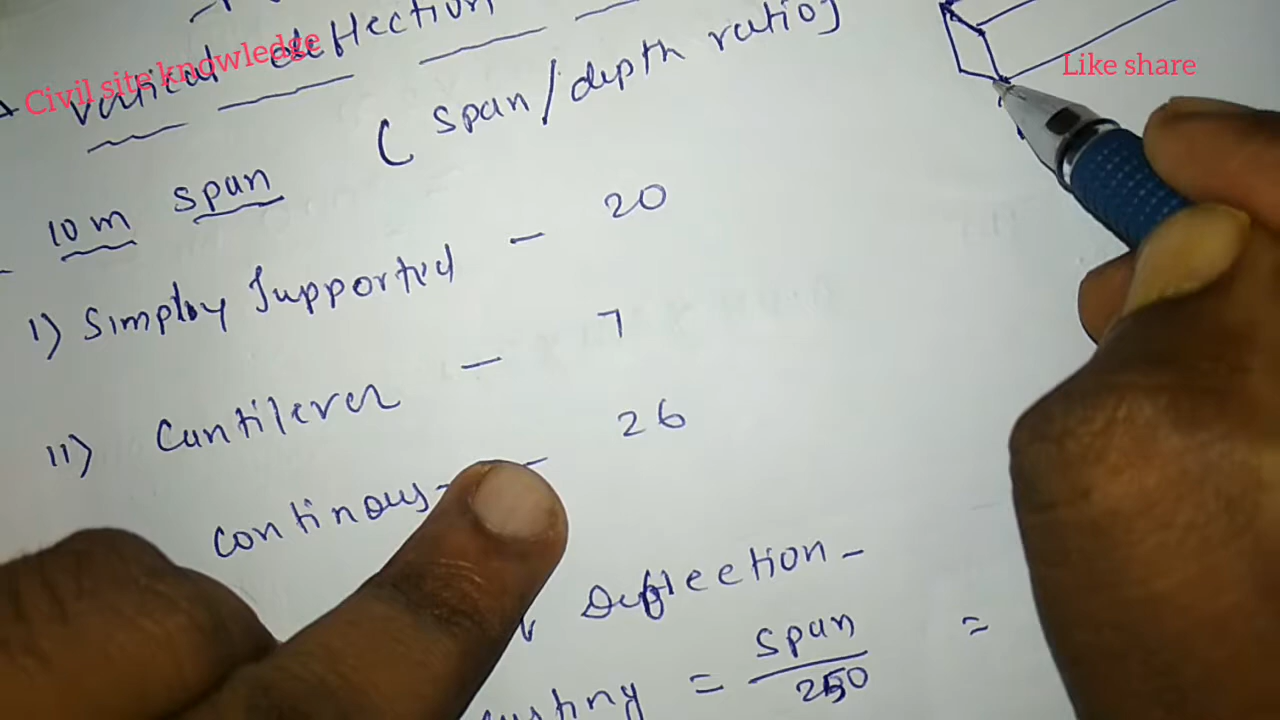 Vertical deflection
Civil site knowledge
Like share
( span/depth ratio)
10 m span
I) Simply Supported - 20
II) Cantilever - 7
Continous - 26
Deflection -
= span / 250 =